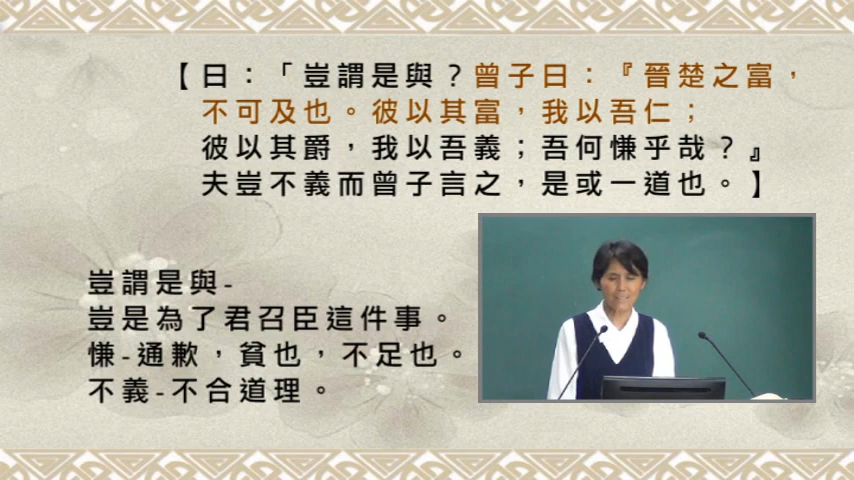 【曰：「豈謂是與？曾子曰：『晉楚之富，
不可及也。彼以其富，我以吾仁；
彼以其爵，我以吾義；吾何慊乎哉？』
夫豈不義而曾子言之，是或一道也。】
豈謂是與-
豈是為了君召臣這件事。
慊-通歉，貧也，不足也。
不義-不合道理。